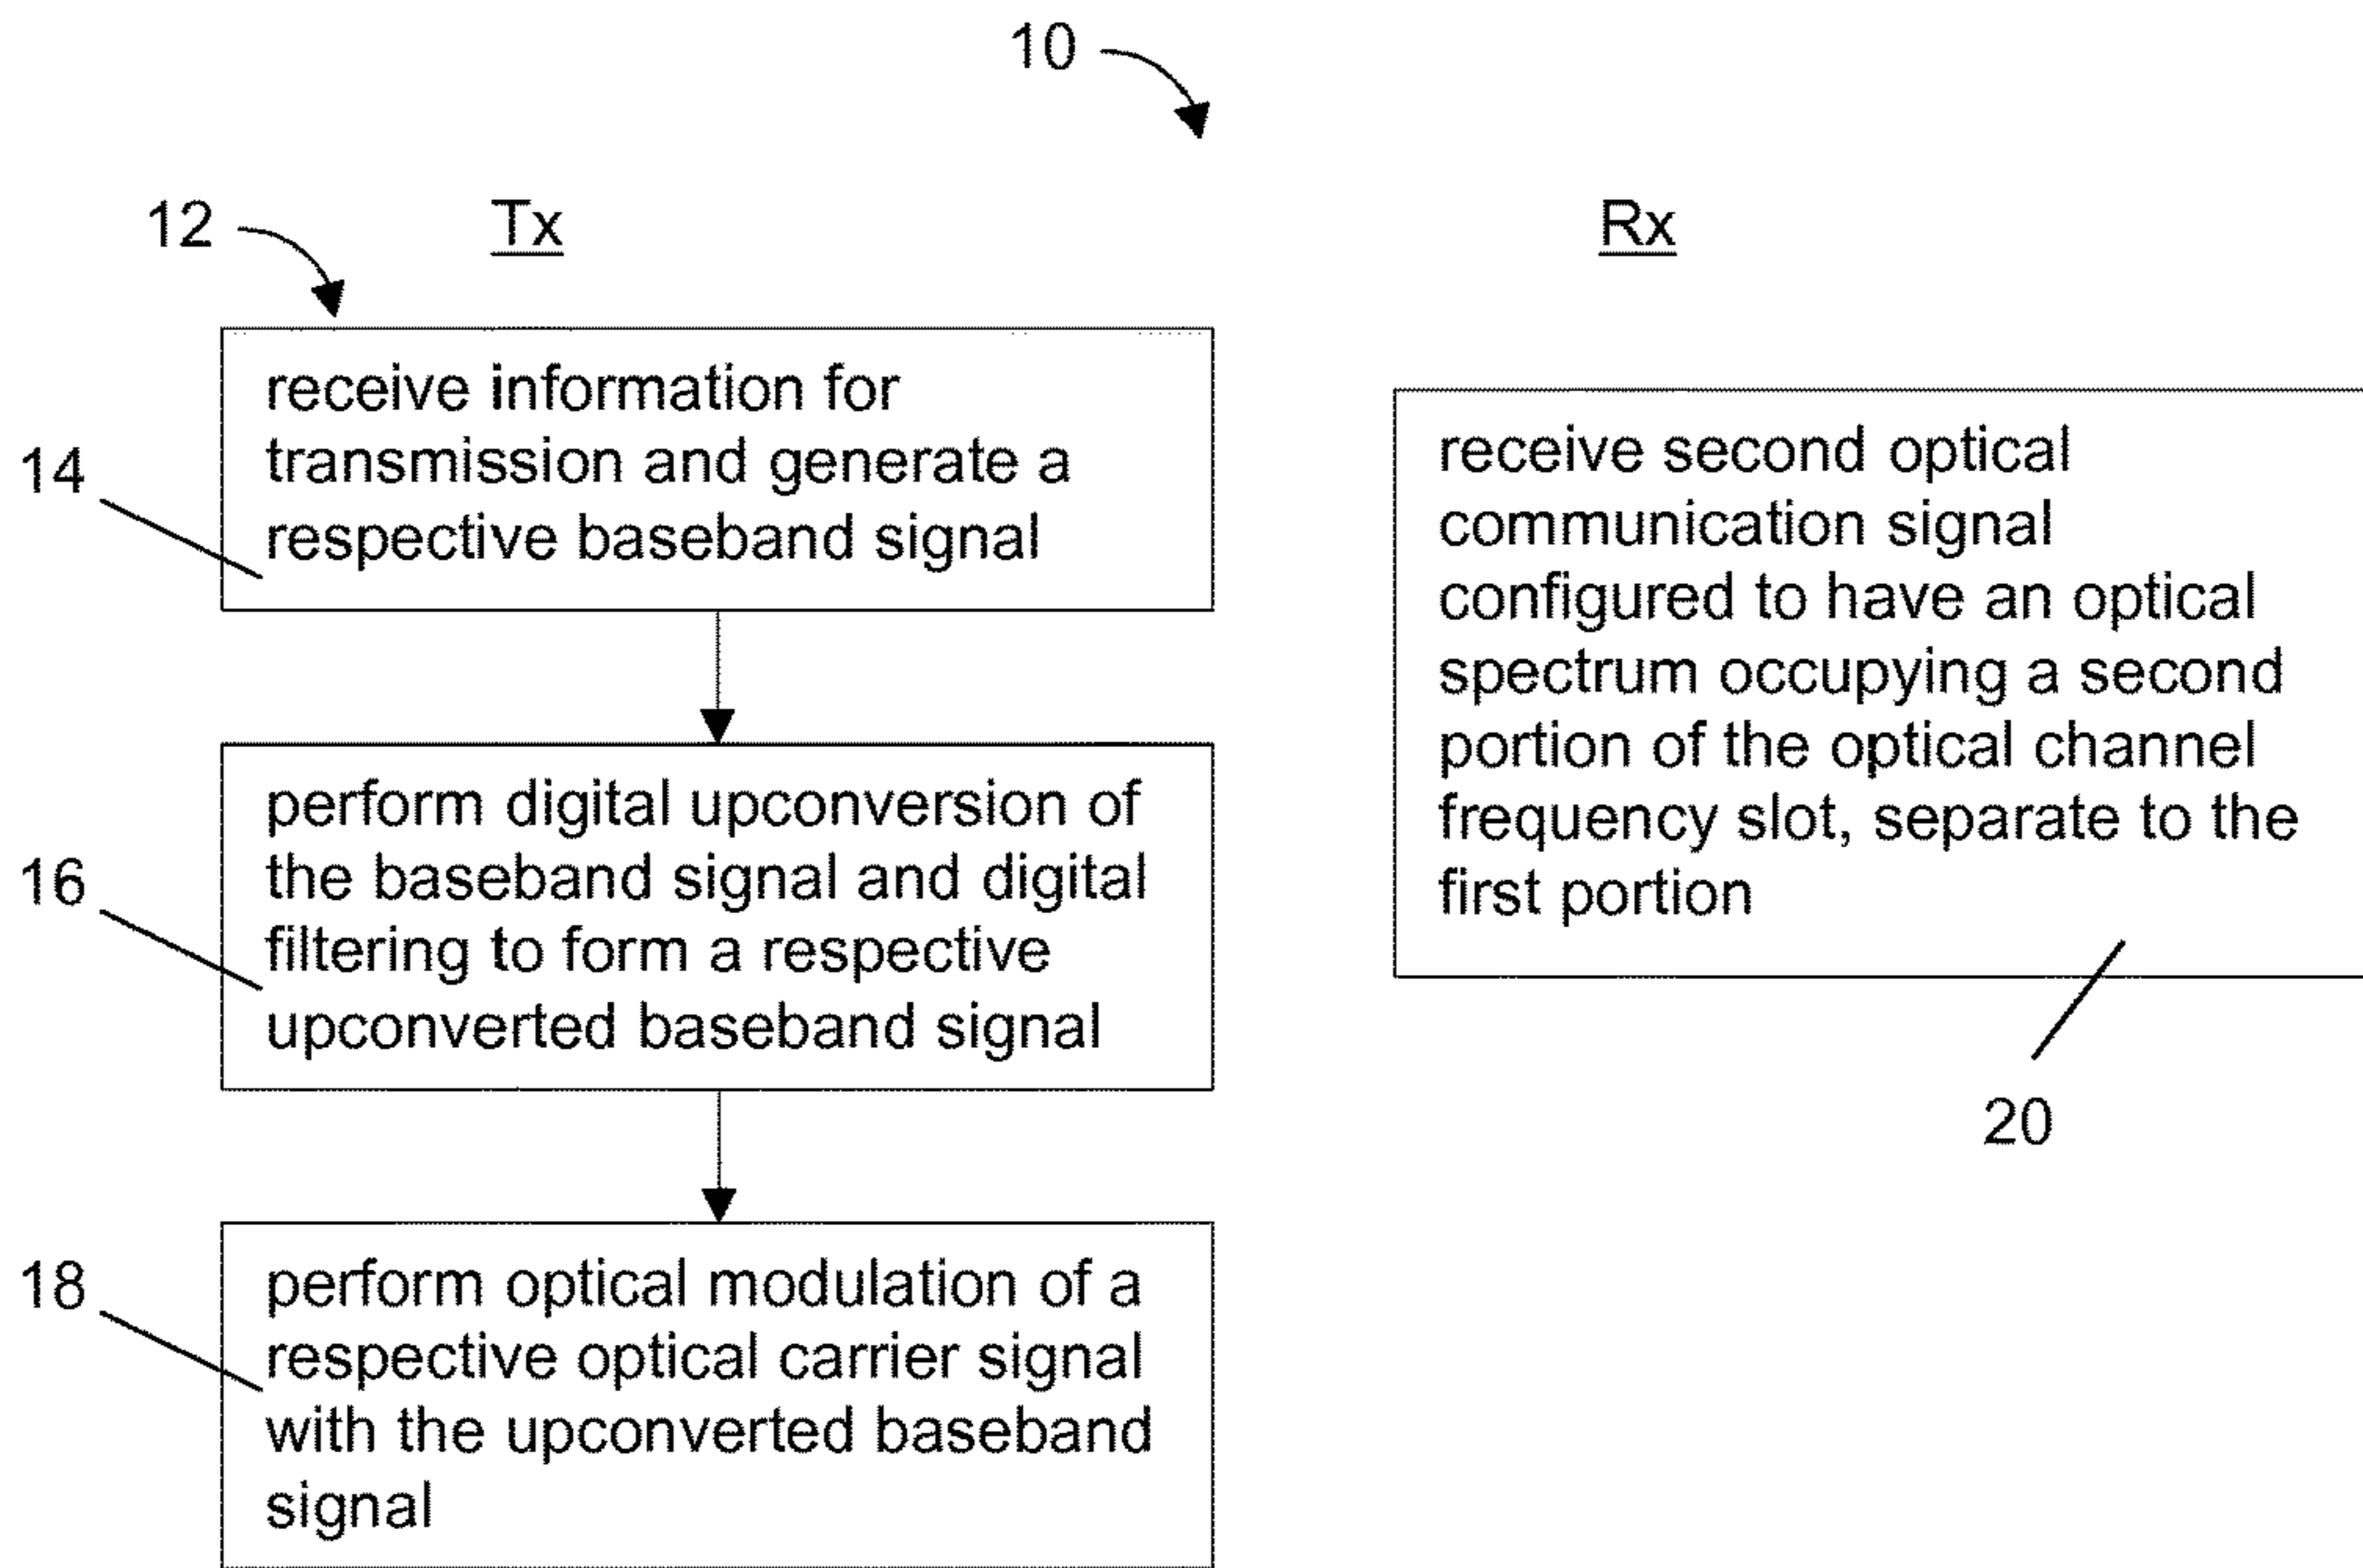 10
12
Tx
Rx
14
receive information for
transmission and generate a
respective baseband signal
16
perform digital upconversion of
the baseband signal and digital
filtering to form a respective
upconverted baseband signal
18
perform optical modulation of a
respective optical carrier signal
with the upconverted baseband
signal
receive second optical
communication signal
configured to have an optical
spectrum occupying a second
portion of the optical channel
frequency slot, separate to the
first portion
20